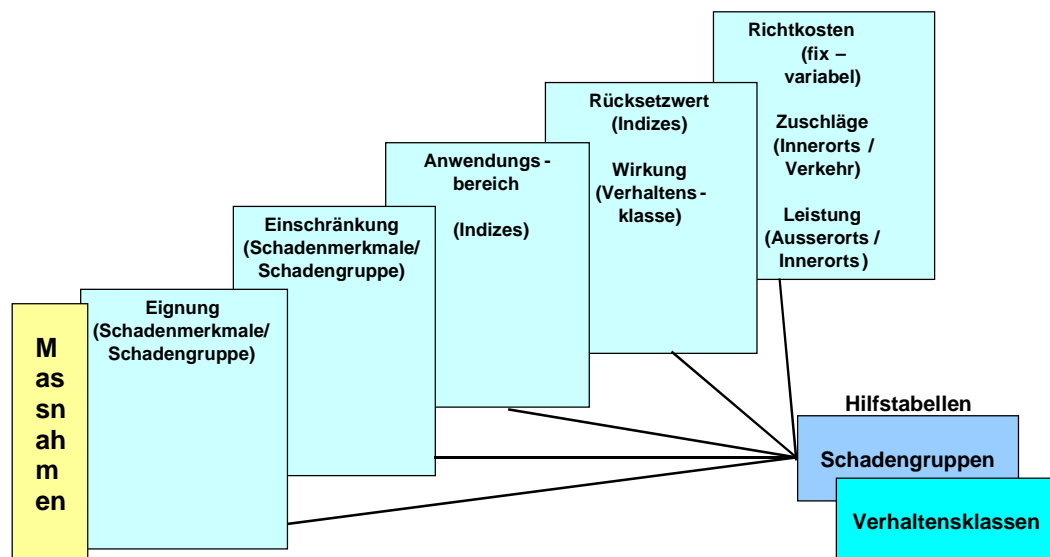 Richtkosten
(fix –
variabel)
Zuschläge
(Innerorts /
Verkehr)
Leistung
(Ausserorts /
Innerorts)
Rücksetzwert
(Indizes)
Wirkung
(Verhaltens-
klasse)
Anwendungs-
bereich
(Indizes)
Einschränkung
(Schadenmerkmale/
Schadengruppe)
Eignung
(Schadenmerkmale/
Schadengruppe)
M
as
sn
ah
m
en
Hilfstabellen
Schadengruppen
Verhaltensklassen